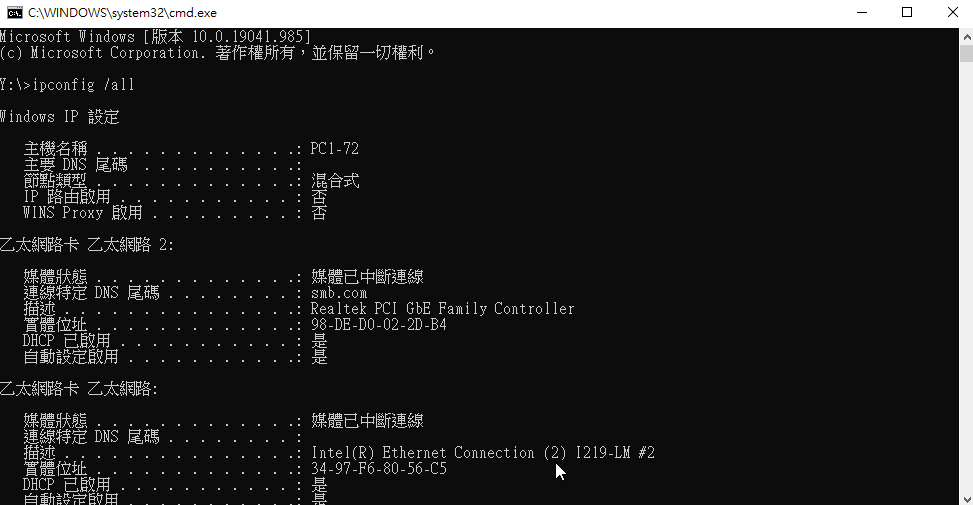 C:\WINDOWS\system32\cmd.exe
Microsoft Windows [版本 10.0.19041.985]
(c) Microsoft Corporation. 著作權所有，並保留一切權利。
Y:\>ipconfig /all
Windows IP 設定
主機名稱 . . . . . . . . . . . . .: PC1-72
主要 DNS 尾碼 . . . . . . . . . .:
節點類型 . . . . . . . . . . . . .: 混合式
IP 路由啟用 . . . . . . . . . . .: 否
WINS Proxy 啟用 . . . . . . . . .: 否
乙太網路卡 乙太網路 2:
媒體狀態 . . . . . . . . . . . . .: 媒體已中斷連線
連線特定 DNS 尾碼 . . . . . . . .: smb.com
描述 . . . . . . . . . . . . . . .: Realtek PCI GbE Family Controller
實體位址 . . . . . . . . . . . . .: 98-DE-D0-02-2D-B4
DHCP 已啟用 . . . . . . . . . . .: 是
自動設定啟用 . . . . . . . . . . .: 是
乙太網路卡 乙太網路:
媒體狀態 . . . . . . . . . . . . .: 媒體已中斷連線
連線特定 DNS 尾碼 . . . . . . . .:
描述 . . . . . . . . . . . . . . .: Intel(R) Ethernet Connection (2) I219-LM #2
實體位址 . . . . . . . . . . . . .: 34-97-F6-80-56-C5
DHCP 已啟用 . . . . . . . . . . .: 是
自動設定啟用 . . . . . . . . . . .: 是